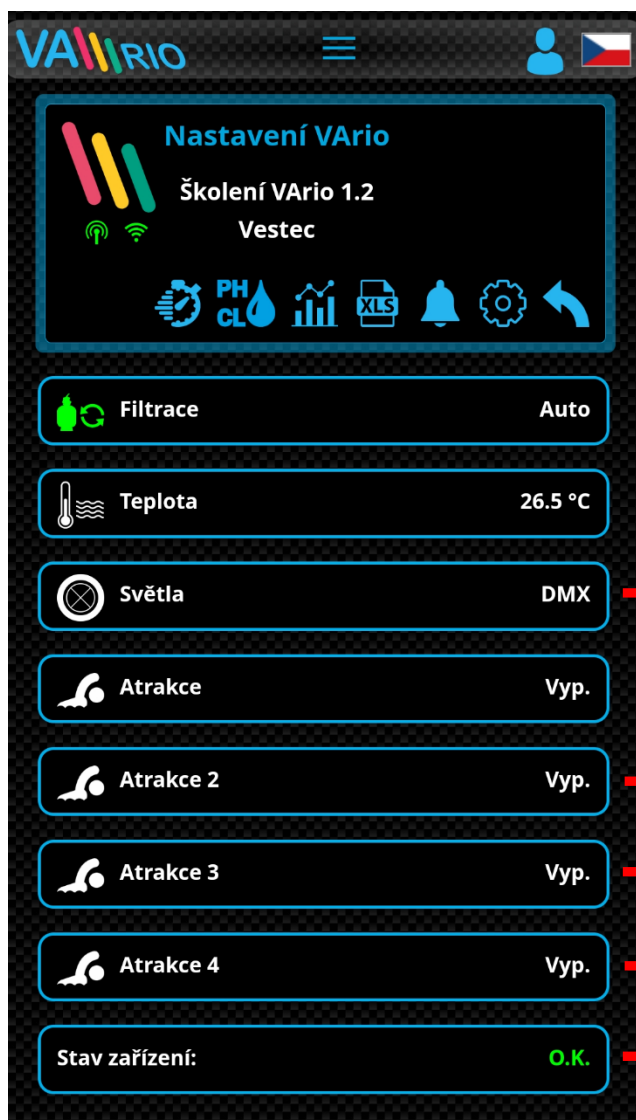 VArio
Nastavení VArio
Školení VArio 1.2
Vestec
PH
CL
XLS
Filtrace Auto
Teplota 26.5 °C
Světla DMX
Atrakce Vyp.
Atrakce 2 Vyp.
Atrakce 3 Vyp.
Atrakce 4 Vyp.
Stav zařízení: O.K.